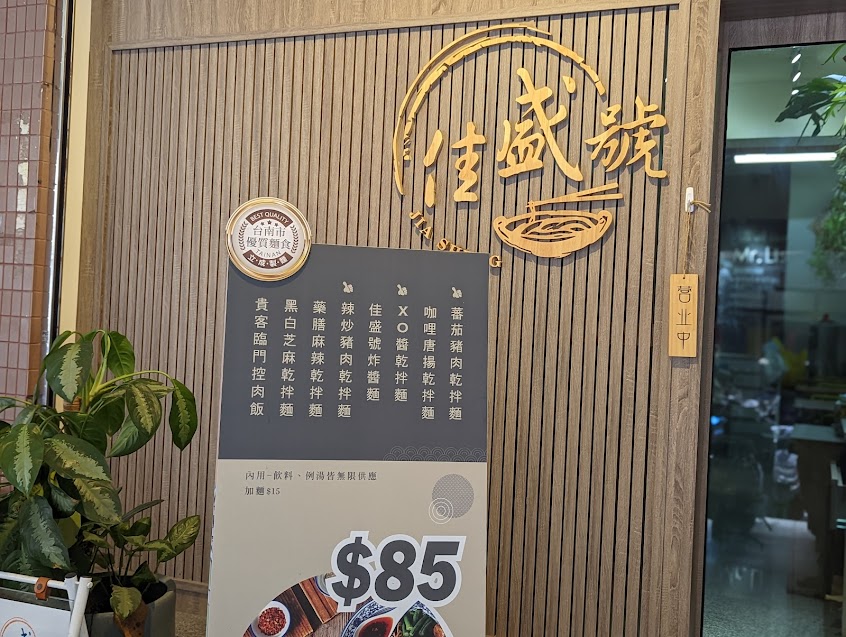 佳盛號
JIA SHENG
BEST QUALITY
台南市
優質麵食
TAINAN
營业中
蕃茄豬肉乾拌麵
咖哩唐揚乾拌麵
XO醬乾拌麵
佳盛號炸醬麵
辣炒豬肉乾拌麵
藥膳麻辣乾拌麵
黑白芝麻乾拌麵
貴客臨門控肉飯
內用-飲料、例湯皆無限供應
加麵$15
$85